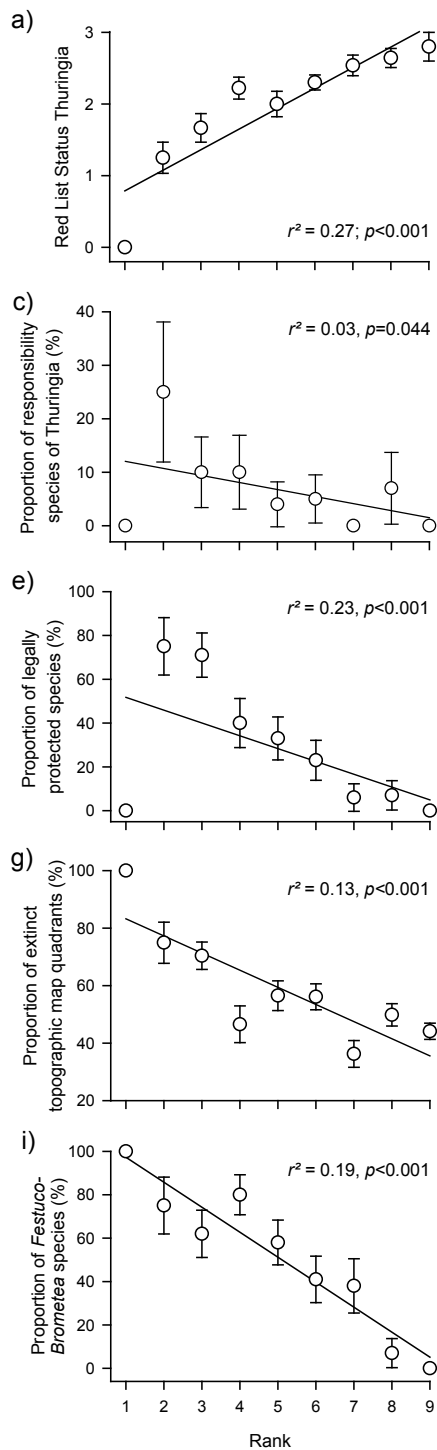 a)
Red List Status Thuringia
3
2
1
0
r² = 0.27; p<0.001
c)
Proportion of responsibility
species of Thuringia (%)
40
30
20
10
0
r² = 0.03, p=0.044
e)
Proportion of legally
protected species (%)
100
80
60
40
20
0
r² = 0.23, p<0.001
g)
Proportion of extinct
topographic map quadrants (%)
100
80
60
40
20
r² = 0.13, p<0.001
i)
Proportion of Festuco-
Brometea species (%)
100
80
60
40
20
0
r² = 0.19, p<0.001
1 2 3 4 5 6 7 8 9
Rank